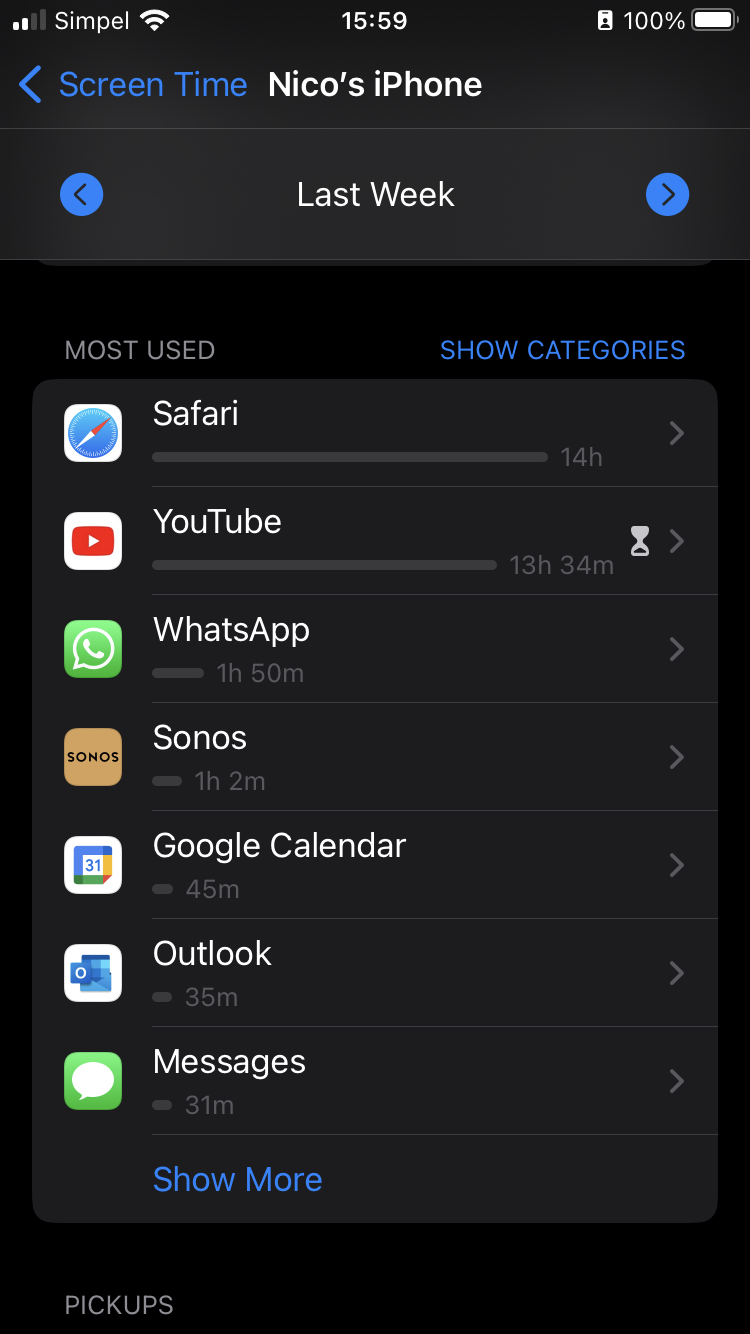 Simpel 15:59 100%
Screen Time Nico’s iPhone
Last Week
MOST USED SHOW CATEGORIES
Safari
14h
YouTube
13h 34m
WhatsApp
1h 50m
SONOS
Sonos
1h 2m
31
Google Calendar
45m
O
Outlook
35m
Messages
31m
Show More
PICKUPS